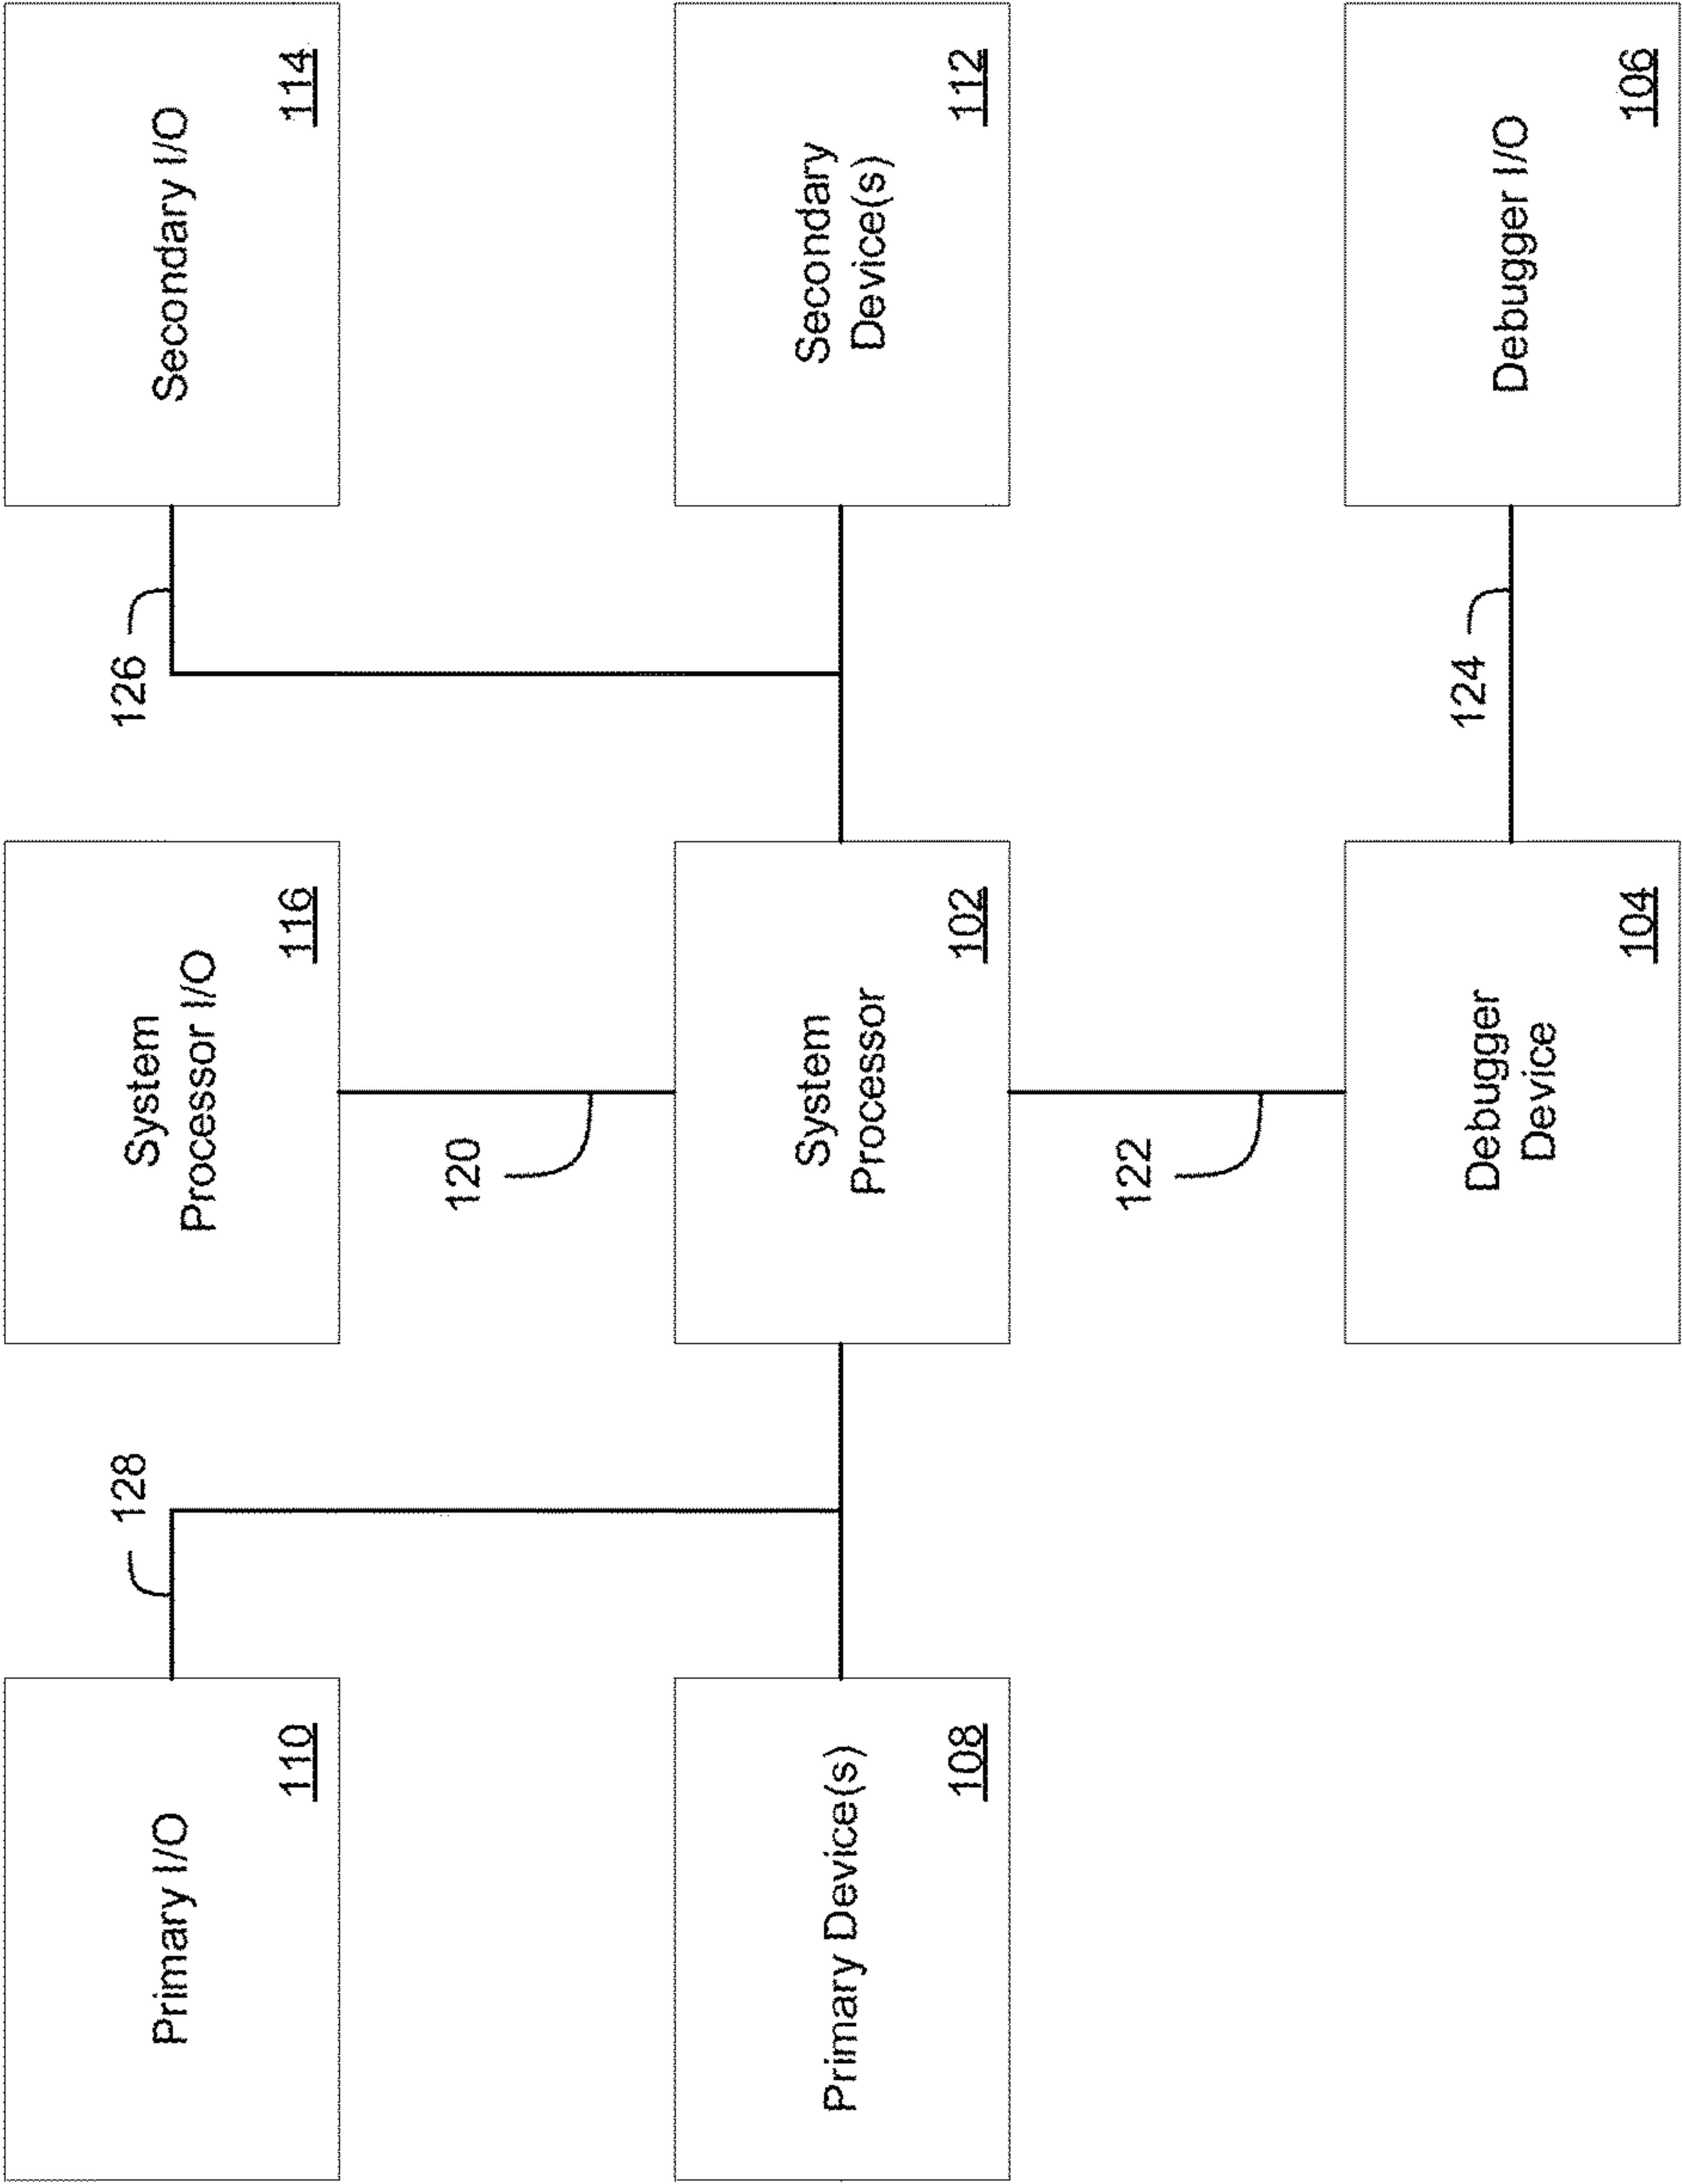 Primary I/O
110
128
System
Processor I/O
116
126
Secondary I/O
114
120
Primary Device(s)
108
System
Processor
102
Secondary
Device(s)
112
122
Debugger
Device
104
124
Debugger I/O
106